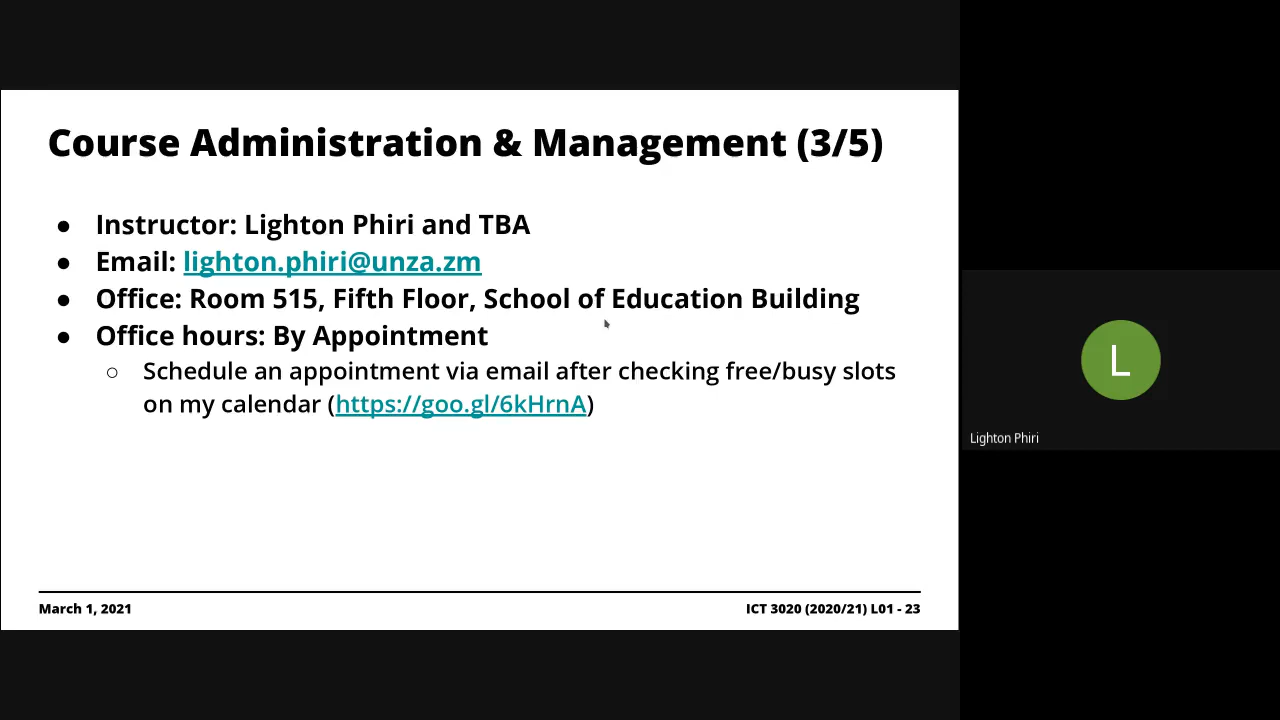 Course Administration & Management (3/5)
● Instructor: Lighton Phiri and TBA
● Email: lighton.phiri@unza.zm
● Office: Room 515, Fifth Floor, School of Education Building
● Office hours: By Appointment
○ Schedule an appointment via email after checking free/busy slots
on my calendar (https://goo.gl/6kHrnA)
March 1, 2021
ICT 3020 (2020/21) L01 - 23
L
Lighton Phiri